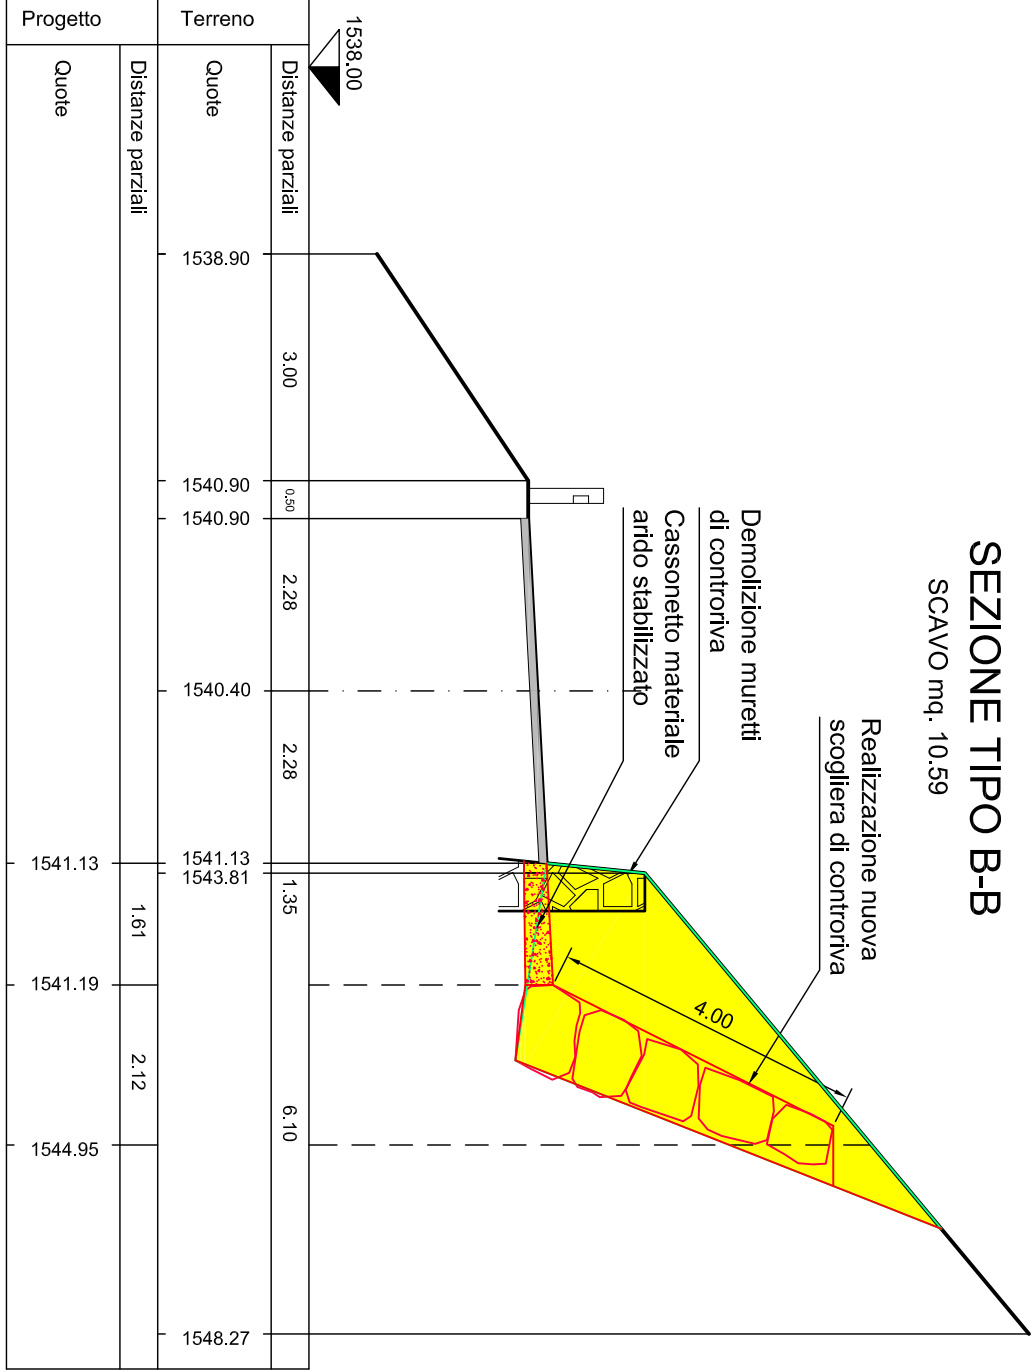 SEZIONE TIPO B-B
SCAVO mq. 10.59
Realizzazione nuova
scogliera di controriva
Demolizione muretti
di controriva
Cassonetto materiale
arido stabilizzato
4.00
1538.00
Terreno
Distanze parziali
3.00
0.50
2.28
2.28
1.35
6.10
Quote
1538.90
1540.90
1540.90
1540.40
1541.13
1543.81
1548.27
Progetto
Distanze parziali
1.61
2.12
Quote
1541.13
1541.19
1544.95